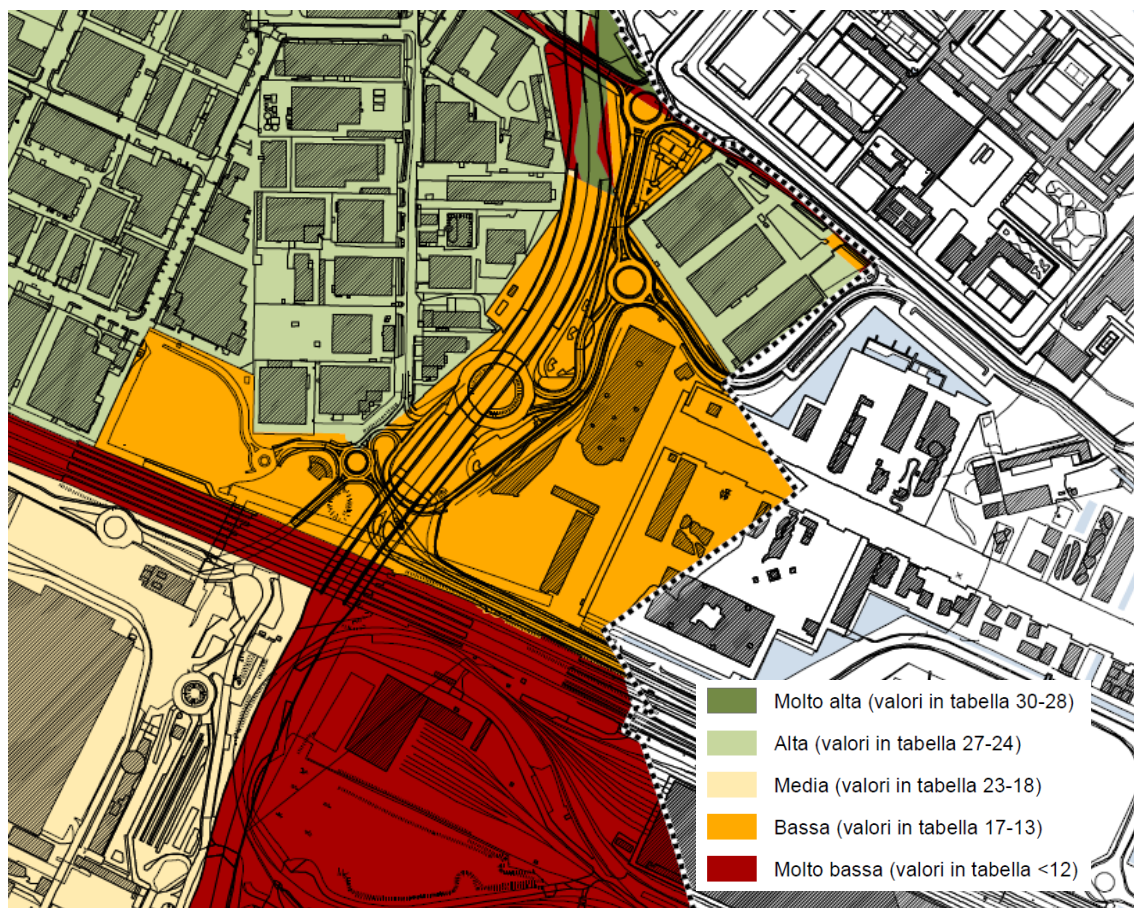 Molto alta (valori in tabella 30-28)
Alta (valori in tabella 27-24)
Media (valori in tabella 23-18)
Bassa (valori in tabella 17-13)
Molto bassa (valori in tabella <12)